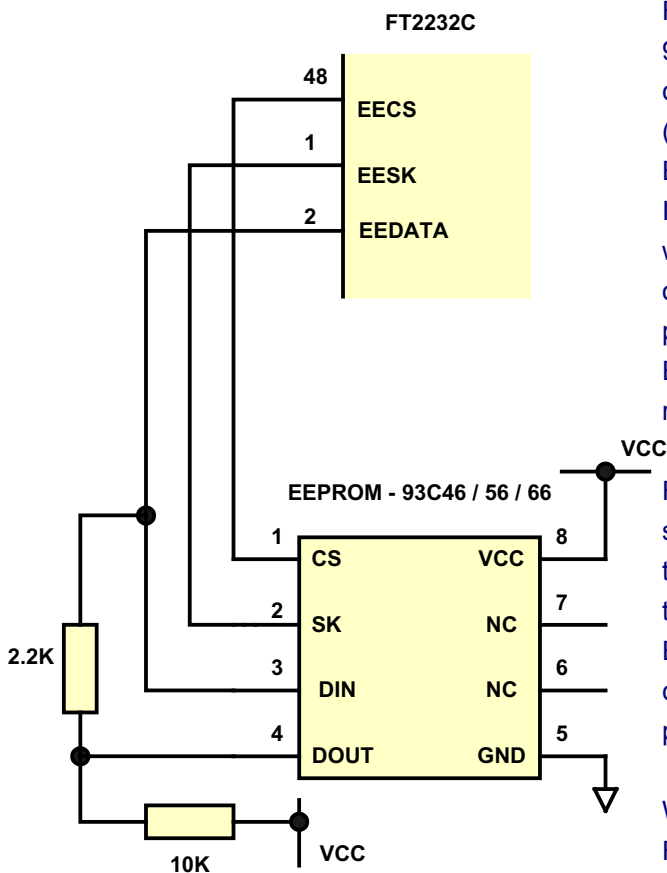 FT2232C
48
EECS
1
EESK
2
EEDATA
VCC
EEPROM - 93C46 / 56 / 66
1
CS
VCC
8
2
SK
NC
7
2.2K
3
DIN
NC
6
4
DOUT
GND
5
VCC
10K